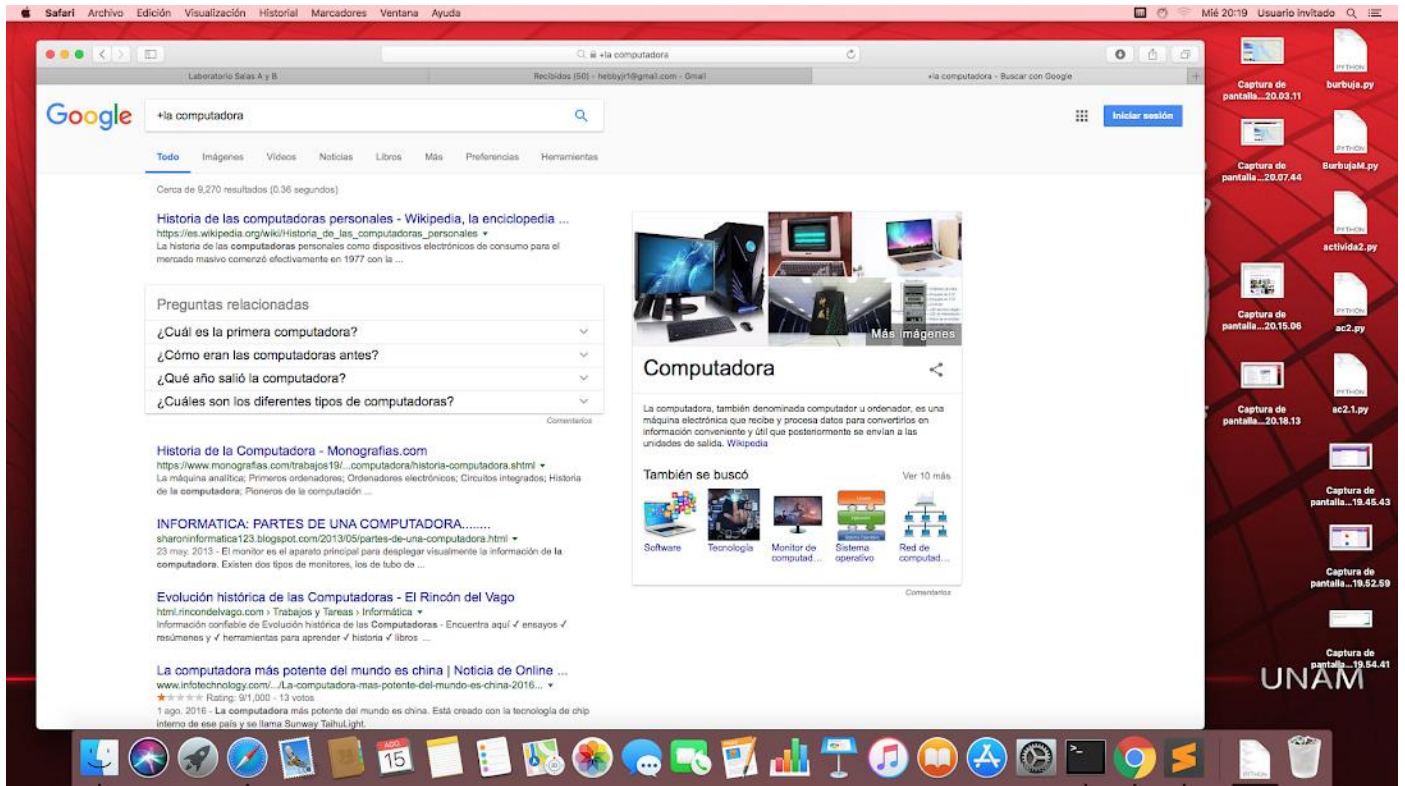 Safari Archivo Edición Visualización Historial Marcadores Ventana Ayuda
Mié 20:19 Usuario invitado
+la computadora
Laboratorio Salas A y B
Recibidos (50) - hebbyjr1@gmail.com - Gmail
+la computadora - Buscar con Google
Google
+la computadora
Iniciar sesión
Todo Imágenes Vídeos Noticias Libros Más Preferencias Herramientas
Cerca de 9,270 resultados (0.36 segundos)
Historia de las computadoras personales - Wikipedia, la enciclopedia ...
https://es.wikipedia.org/wiki/Historia_de_las_computadoras_personales
La historia de las computadoras personales como dispositivos electrónicos de consumo para el
mercado masivo comenzó efectivamente en 1977 con la ...
Preguntas relacionadas
¿Cuál es la primera computadora?
¿Cómo eran las computadoras antes?
¿Qué año salió la computadora?
¿Cuáles son los diferentes tipos de computadoras?
Comentarios
Historia de la Computadora - Monografias.com
https://www.monografias.com/trabajos19/...computadora/historia-computadora.shtml
La máquina analítica; Primeros ordenadores; Ordenadores electrónicos; Circuitos integrados; Historia
de la computadora; Pioneros de la computación ...
INFORMATICA: PARTES DE UNA COMPUTADORA........
sharoninformatica123.blogspot.com/2013/05/partes-de-una-computadora.html
23 may. 2013 - El monitor es el aparato principal para desplegar visualmente la información de la
computadora. Existen dos tipos de monitores, los de tubo de ...
Evolución histórica de las Computadoras - El Rincón del Vago
html.rincondelvago.com › Trabajos y Tareas › Informática
Información confiable de Evolución histórica de las Computadoras - Encuentra aquí ✓ ensayos ✓
resúmenes y ✓ herramientas para aprender ✓ historia ✓ libros ...
La computadora más potente del mundo es china | Noticia de Online ...
www.infotechnology.com/.../La-computadora-mas-potente-del-mundo-es-china-2016...
Rating: 9/1,000 - 13 votos
1 ago. 2016 - La computadora más potente del mundo es china. Está creado con la tecnología de chip
interno de ese país y se llama Sunway TaihuLight.
Más imágenes
Computadora
La computadora, también denominada computador u ordenador, es una
máquina electrónica que recibe y procesa datos para convertirlos en
información conveniente y útil que posteriormente se envían a las
unidades de salida. Wikipedia
También se buscó
Ver 10 más
Software
Tecnología
Monitor de
computad...
Sistema
operativo
Red de
computad...
Comentarios
Captura de
pantalla...20.03.11
PYTHON
burbuja.py
Captura de
pantalla...20.07.44
PYTHON
BurbujaM.py
PYTHON
activida2.py
Captura de
pantalla...20.15.06
PYTHON
ac2.py
Captura de
pantalla...20.18.13
PYTHON
ac2.1.py
Captura de
pantalla...19.45.43
Captura de
pantalla...19.52.59
Captura de
pantalla...19.54.41
UNAM
AGO
15
PYTHON